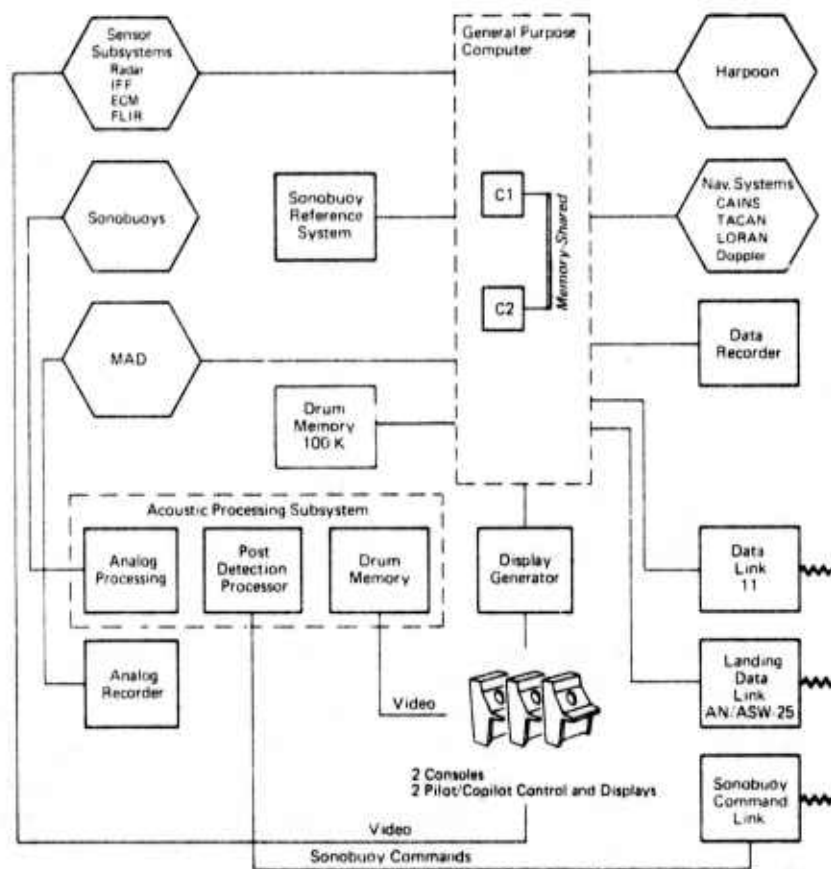 Sensor
Subsystems
Radar
IFF
ECM
FLIR
General Purpose
Computer
Harpoon
Sonobuoys
Sonobuoy
Reference
System
C1
C2
Memory-Shared
Nav. Systems
CAINS
TACAN
LORAN
Doppler
MAD
Data
Recorder
Drum
Memory
100 K
Acoustic Processing Subsystem
Analog
Processing
Post
Detection
Processor
Drum
Memory
Display
Generator
Data
Link
11
Analog
Recorder
Video
Landing
Data
Link
AN/ASW-25
2 Consoles
2 Pilot/Copilot Control and Displays
Sonobuoy
Command
Link
Video
Sonobuoy Commands